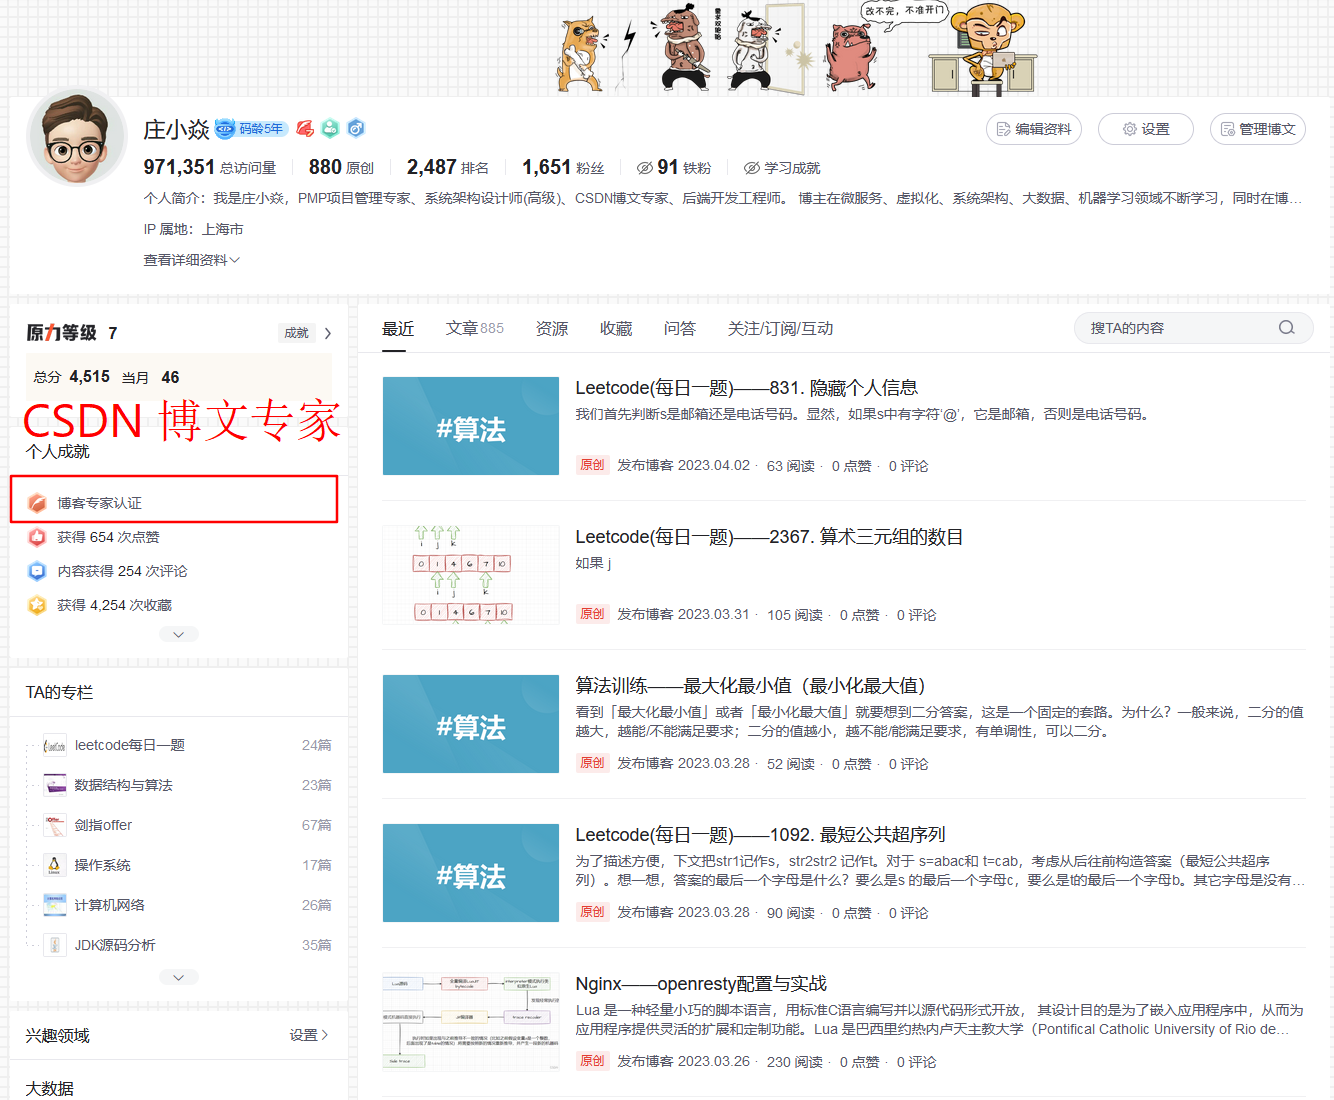 要求双抱抱
改不完，不准开门
庄小焱 码龄5年
编辑资料 设置 管理博文
971,351 总访问量 880 原创 2,487 排名 1,651 粉丝 91 铁粉 学习成就
个人简介：我是庄小焱，PMP项目管理专家、系统架构设计师(高级)、CSDN博文专家、后端开发工程师。 博主在微服务、虚拟化、系统架构、大数据、机器学习领域不断学习，同时在博…
IP 属地：上海市
查看详细资料
原力等级 7 成就
总分 4,515 当月 46
CSDN 博文专家
个人成就
博客专家认证
获得 654 次点赞
内容获得 254 次评论
获得 4,254 次收藏
TA的专栏
leetcode每日一题 24篇
数据结构与算法 23篇
剑指offer 67篇
操作系统 17篇
计算机网络 26篇
JDK源码分析 35篇
兴趣领域 设置
大数据
最近 文章885 资源 收藏 问答 关注/订阅/互动
搜TA的内容
#算法
Leetcode(每日一题)——831. 隐藏个人信息
我们首先判断s是邮箱还是电话号码。显然，如果s中有字符‘@’，它是邮箱，否则是电话号码。
原创 发布博客 2023.04.02 · 63 阅读 · 0 点赞 · 0 评论
i j k
0 1 4 6 7 10
i j k
0 1 4 6 7 10
Leetcode(每日一题)——2367. 算术三元组的数目
如果 j
原创 发布博客 2023.03.31 · 105 阅读 · 0 点赞 · 0 评论
#算法
算法训练——最大化最小值（最小化最大值）
看到「最大化最小值」或者「最小化最大值」就要想到二分答案，这是一个固定的套路。为什么？一般来说，二分的值
越大，越能/不能满足要求；二分的值越小，越不能/能满足要求，有单调性，可以二分。
原创 发布博客 2023.03.28 · 52 阅读 · 0 点赞 · 0 评论
#算法
Leetcode(每日一题)——1092. 最短公共超序列
为了描述方便，下文把str1记作s，str2str2 记作t。对于 s=abac和 t=cab，考虑从后往前构造答案（最短公共超序
列）。想一想，答案的最后一个字母是什么？要么是s 的最后一个字母c，要么是t的最后一个字母b。其它字母是没有…
原创 发布博客 2023.03.28 · 90 阅读 · 0 点赞 · 0 评论
Nginx——openresty配置与实战
Lua 是一种轻量小巧的脚本语言，用标准C语言编写并以源代码形式开放， 其设计目的是为了嵌入应用程序中，从而为
应用程序提供灵活的扩展和定制功能。Lua 是巴西里约热内卢天主教大学（Pontifical Catholic University of Rio de…
原创 发布博客 2023.03.26 · 230 阅读 · 0 点赞 · 0 评论